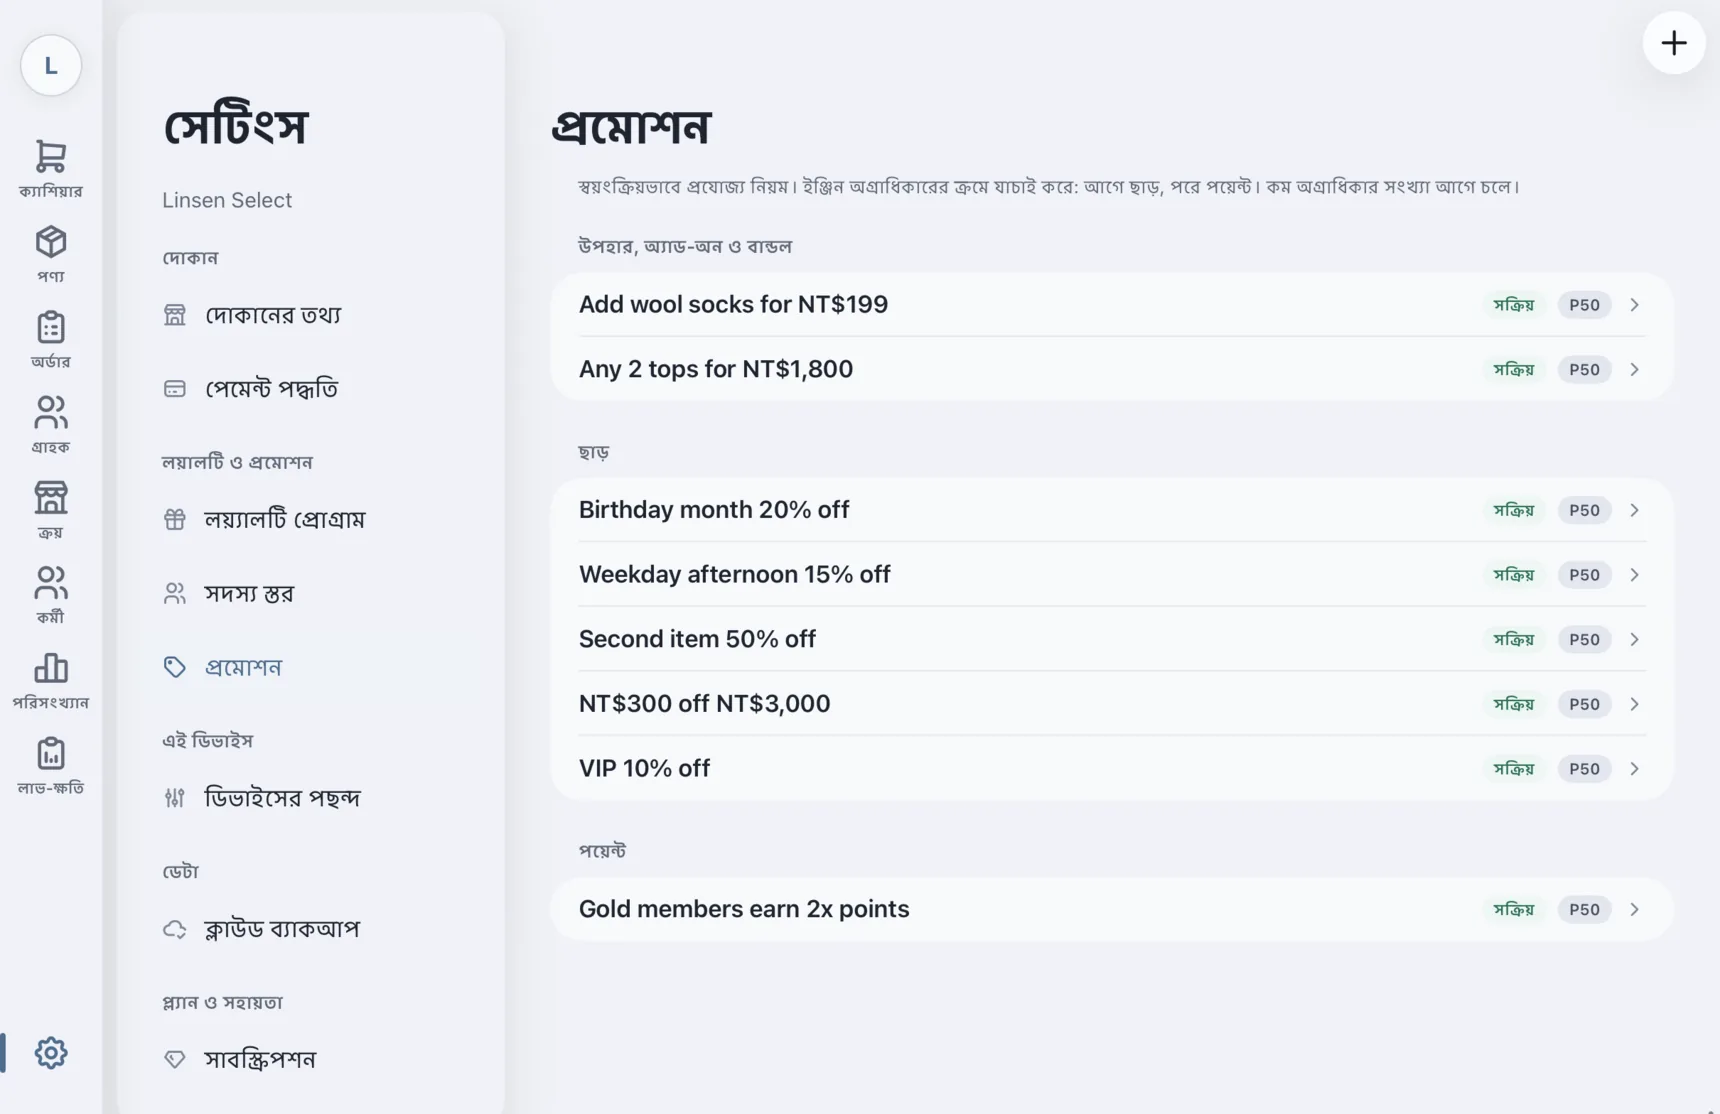 L
ক্যাশিয়ার
পণ্য
অর্ডার
গ্রাহক
ক্রয়
কর্মী
পরিসংখ্যান
লাভ-ক্ষতি
সেটিংস
Linsen Select
দোকান
দোকানের তথ্য
পেমেন্ট পদ্ধতি
লয়ালটি ও প্রমোশন
লয়্যালটি প্রোগ্রাম
সদস্য স্তর
প্রমোশন
এই ডিভাইস
ডিভাইসের পছন্দ
ডেটা
ক্লাউড ব্যাকআপ
প্ল্যান ও সহায়তা
সাবস্ক্রিপশন
প্রমোশন
স্বয়ংক্রিয়ভাবে প্রযোজ্য নিয়ম। ইঞ্জিন অগ্রাধিকারের ক্রমে যাচাই করে: আগে ছাড়, পরে পয়েন্ট। কম অগ্রাধিকার সংখ্যা আগে চলে।
উপহার, অ্যাড-অন ও বান্ডল
Add wool socks for NT$199 সক্রিয় P50
Any 2 tops for NT$1,800 সক্রিয় P50
ছাড়
Birthday month 20% off সক্রিয় P50
Weekday afternoon 15% off সক্রিয় P50
Second item 50% off সক্রিয় P50
NT$300 off NT$3,000 সক্রিয় P50
VIP 10% off সক্রিয় P50
পয়েন্ট
Gold members earn 2x points সক্রিয় P50